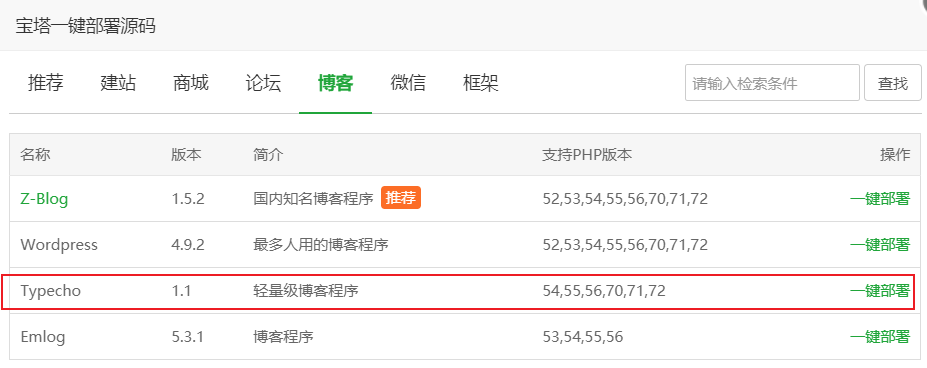 宝塔一键部署源码
推荐 建站 商城 论坛 博客 微信 框架 请输入检索条件 查找
名称 版本 简介 支持PHP版本 操作
Z-Blog 1.5.2 国内知名博客程序 推荐 52,53,54,55,56,70,71,72 一键部署
Wordpress 4.9.2 最多人用的博客程序 52,53,54,55,56,70,71,72 一键部署
Typecho 1.1 轻量级博客程序 54,55,56,70,71,72 一键部署
Emlog 5.3.1 博客程序 53,54,55,56 一键部署